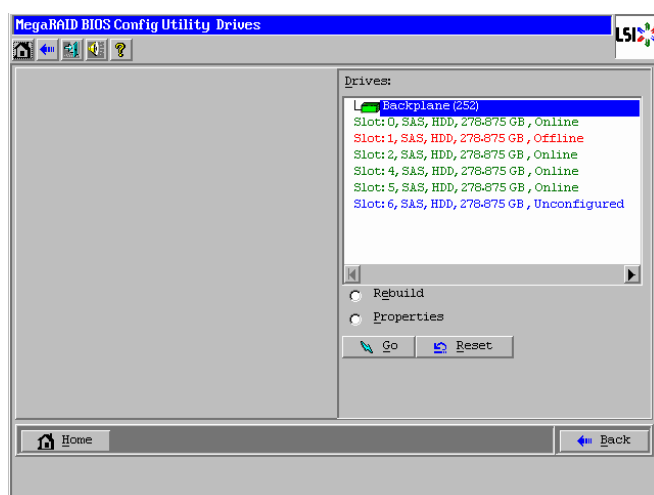 MegaRAID BIOS Config Utility Drives
LSI
Drives:
Backplane (252)
Slot: 0, SAS, HDD, 278.875 GB , Online
Slot: 1, SAS, HDD, 278.875 GB , Offline
Slot: 2, SAS, HDD, 278.875 GB , Online
Slot: 4, SAS, HDD, 278.875 GB , Online
Slot: 5, SAS, HDD, 278.875 GB , Online
Slot: 6, SAS, HDD, 278.875 GB , Unconfigured
Rebuild
Properties
Go Reset
Home Back